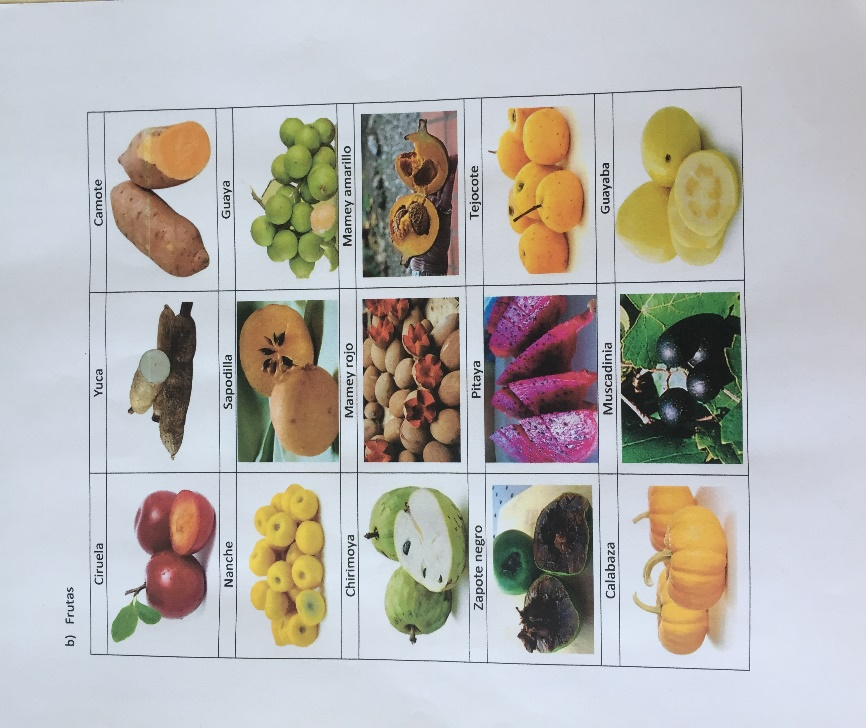 b) Frutas
Ciruela Yuca Camote
Nanche Sapodilla Guaya
Chirimoya Mamey rojo Mamey amarillo
Zapote negro Pitaya Tejocote
Calabaza Muscadinia Guayaba